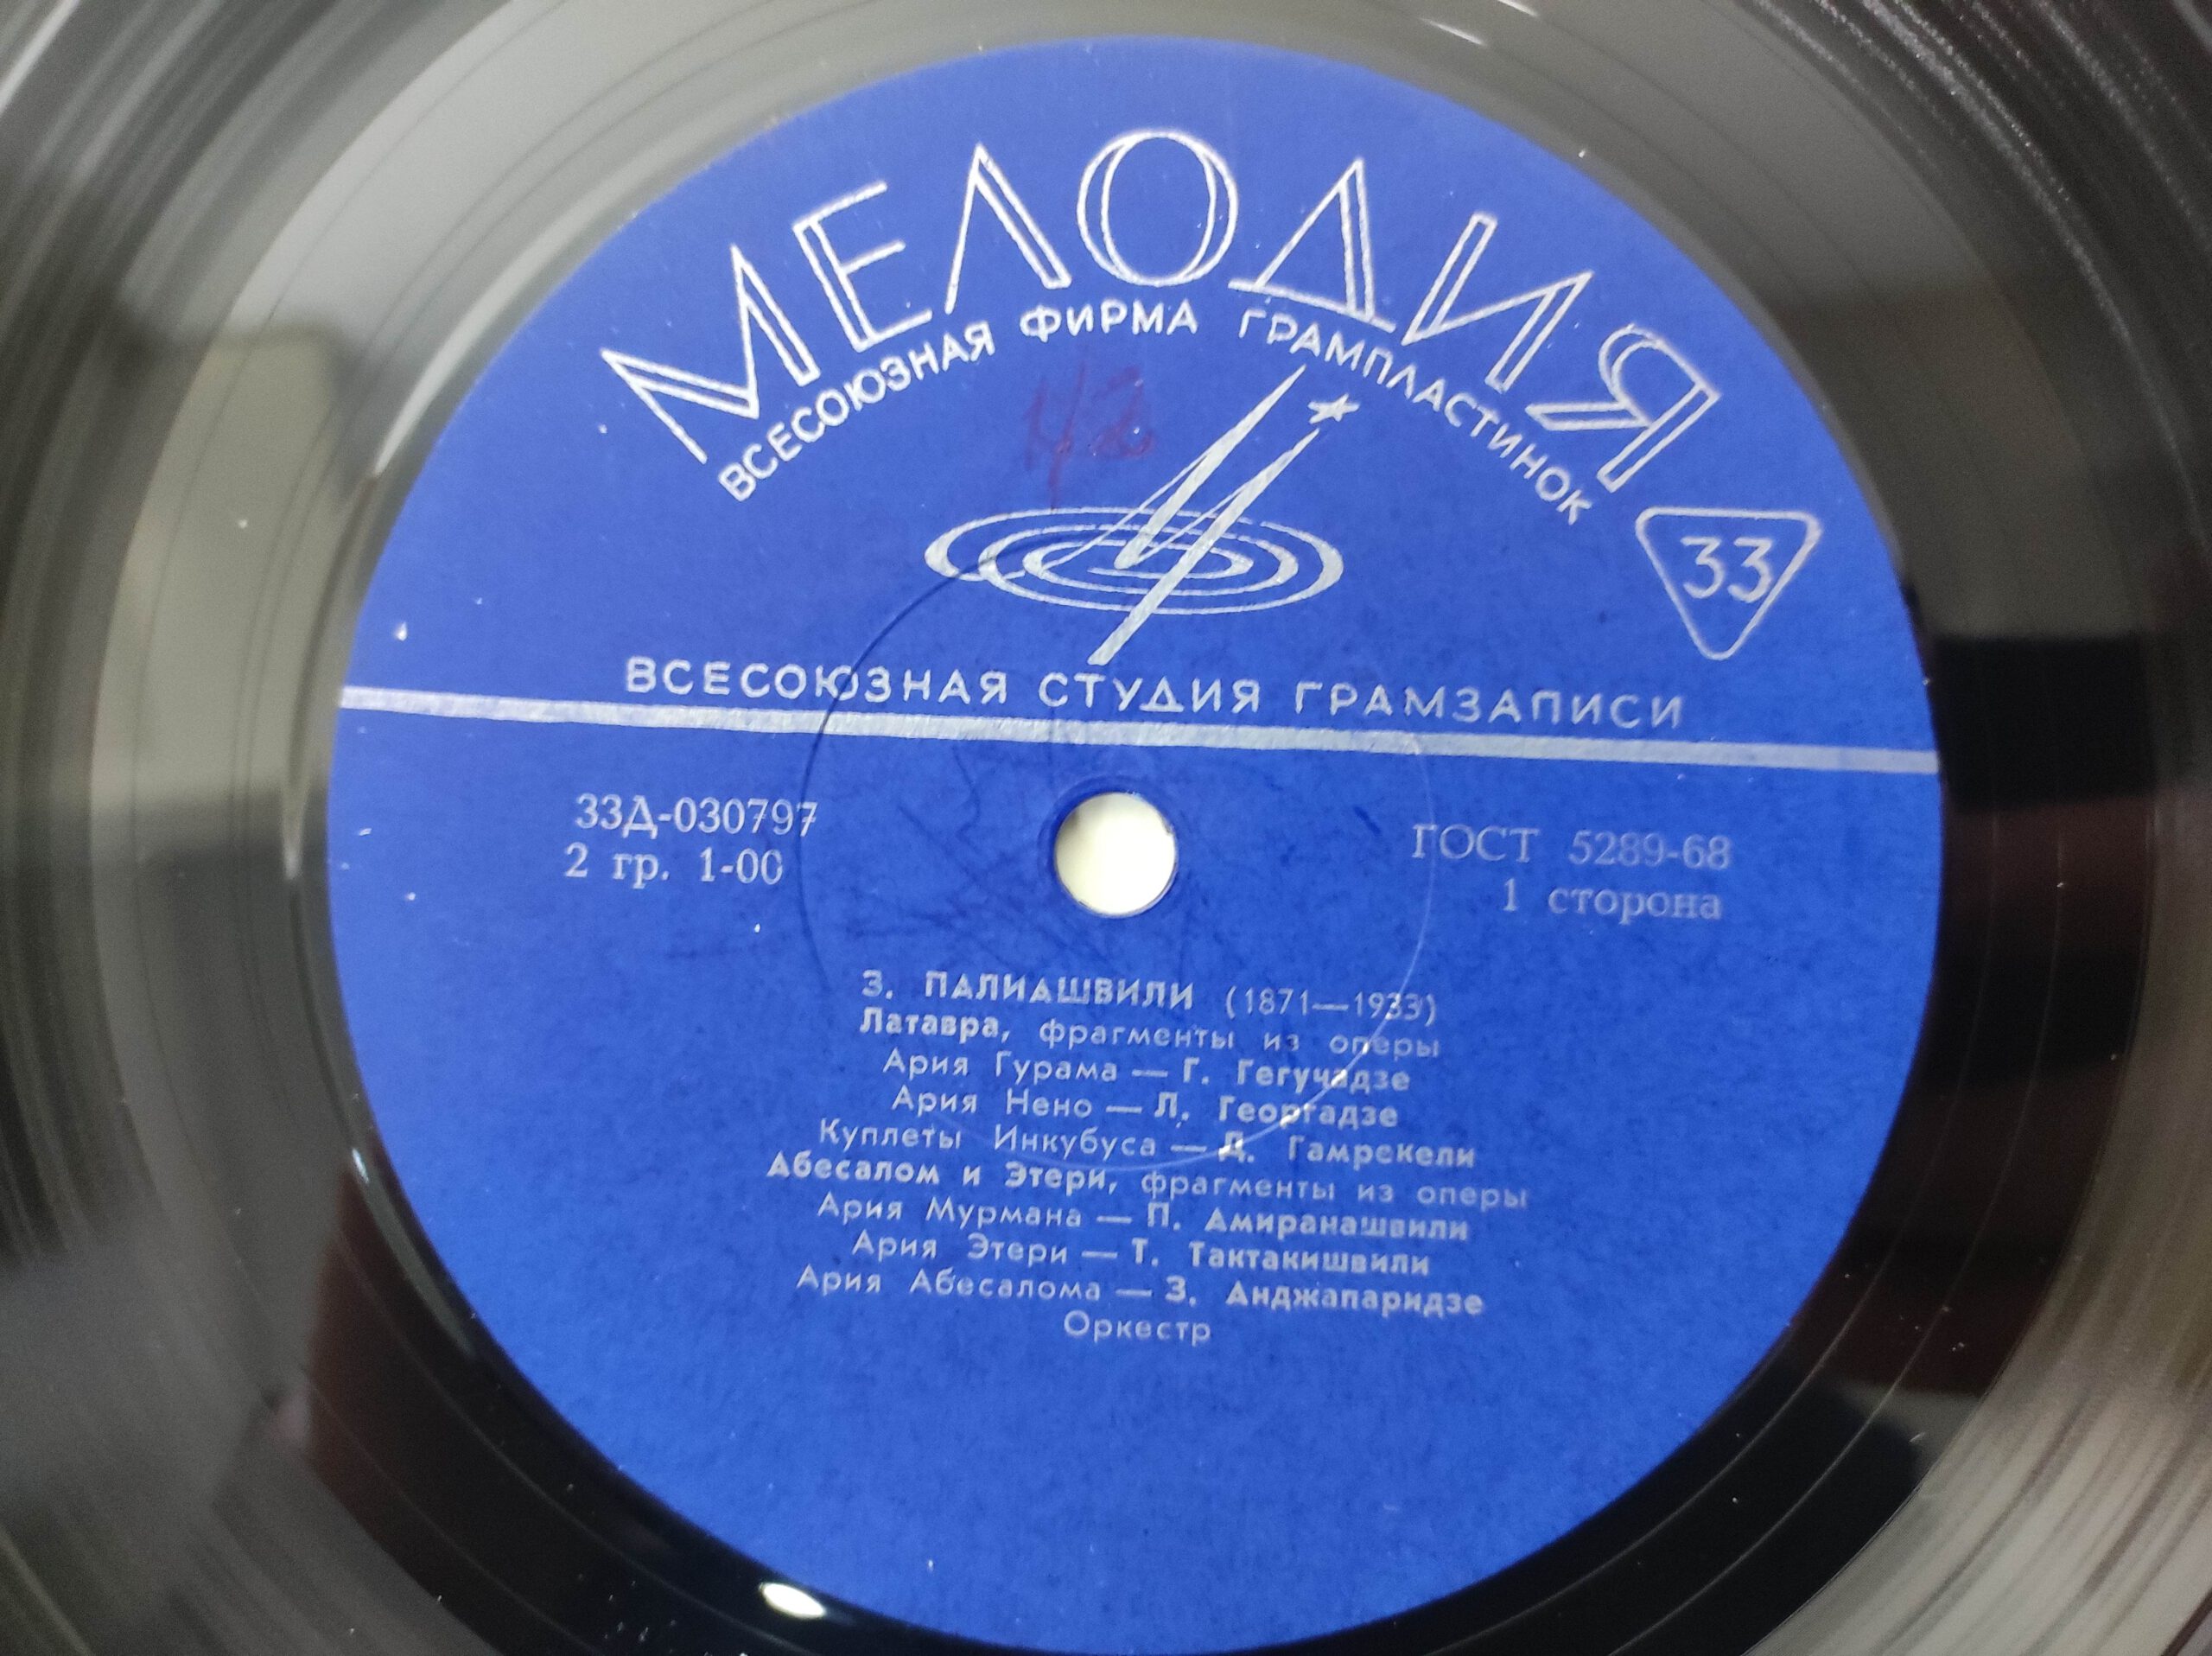 МЕЛОДИЯ
ВСЕСОЮЗНАЯ ФИРМА ГРАМПЛАСТИНОК
33
ВСЕСОЮЗНАЯ СТУДИЯ ГРАМЗАПИСИ
33Д-030797
2 гр. 1-00
ГОСТ 5289-68
1 сторона
З. ПАЛИАШВИЛИ (1871—1933)
Латавра, фрагменты из оперы
Ария Гурама — Г. Гегучадзе
Ария Нено — Л. Георгадзе
Куплеты Инкубуса — Д. Гамрекели
Абесалом и Этери, фрагменты из оперы
Ария Мурмана — П. Амиранашвили
Ария Этери — Т. Тактакишвили
Ария Абесалома — З. Анджапаридзе
Оркестр